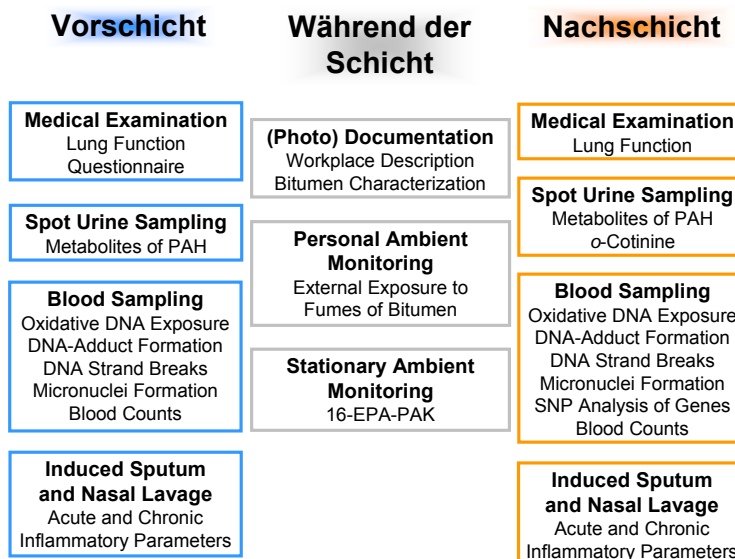 Vorschicht
Medical Examination
Lung Function
Questionnaire
Spot Urine Sampling
Metabolites of PAH
Blood Sampling
Oxidative DNA Exposure
DNA-Adduct Formation
DNA Strand Breaks
Micronuclei Formation
Blood Counts
Induced Sputum
and Nasal Lavage
Acute and Chronic
Inflammatory Parameters
Während der
Schicht
(Photo) Documentation
Workplace Description
Bitumen Characterization
Personal Ambient
Monitoring
External Exposure to
Fumes of Bitumen
Stationary Ambient
Monitoring
16-EPA-PAK
Nachschicht
Medical Examination
Lung Function
Spot Urine Sampling
Metabolites of PAH
o-Cotinine
Blood Sampling
Oxidative DNA Exposure
DNA-Adduct Formation
DNA Strand Breaks
Micronuclei Formation
SNP Analysis of Genes
Blood Counts
Induced Sputum
and Nasal Lavage
Acute and Chronic
Inflammatory Parameters